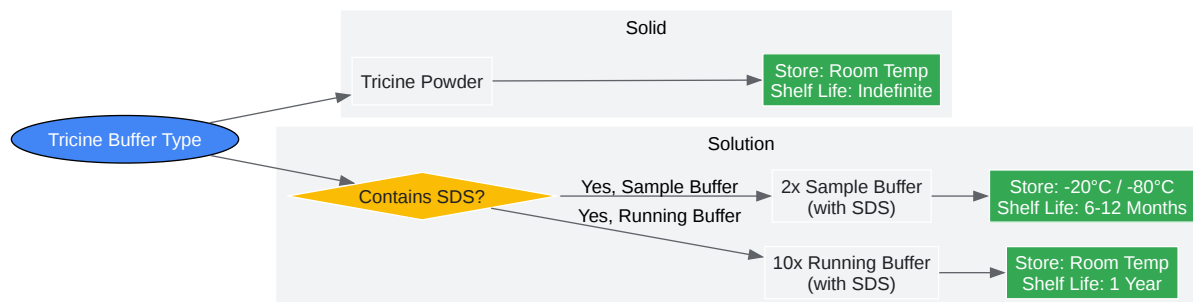 Solid
Tricine Powder
Store: Room Temp
Shelf Life: Indefinite
Tricine Buffer Type
Solution
Contains SDS?
Yes, Sample Buffer
2x Sample Buffer
(with SDS)
Store: -20°C / -80°C
Shelf Life: 6-12 Months
Yes, Running Buffer
10x Running Buffer
(with SDS)
Store: Room Temp
Shelf Life: 1 Year